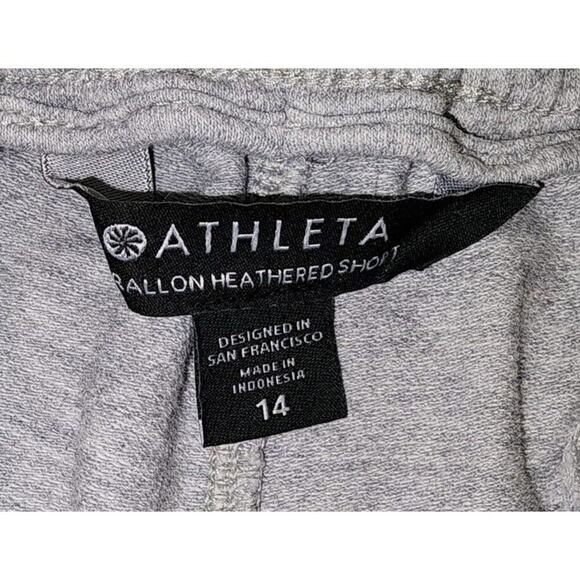 ATHLETA
RALLON HEATHERED SHORT
DESIGNED IN
SAN FRANCISCO
MADE IN
INDONESIA
14